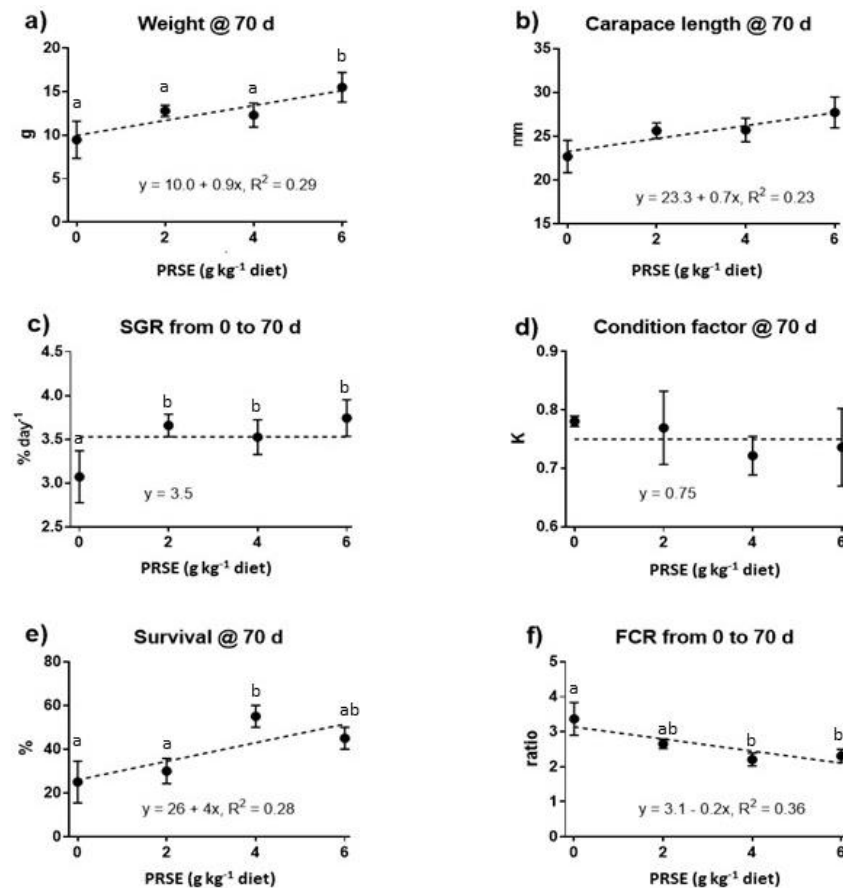 a)
Weight @ 70 d
20
15
10
5
0
g
a
a
a
b
y = 10.0 + 0.9x, R² = 0.29
0 2 4 6
PRSE (g kg⁻¹ diet)
b)
Carapace length @ 70 d
35
30
25
20
15
mm
y = 23.3 + 0.7x, R² = 0.23
0 2 4 6
PRSE (g kg⁻¹ diet)
c)
SGR from 0 to 70 d
4.5
4.0
3.5
3.0
2.5
% day⁻¹
a
b
b
b
y = 3.5
0 2 4 6
PRSE (g kg⁻¹ diet)
d)
Condition factor @ 70 d
0.9
0.8
0.7
0.6
K
y = 0.75
0 2 4 6
PRSE (g kg⁻¹ diet)
e)
Survival @ 70 d
80
60
40
20
0
%
a
a
b
ab
y = 26 + 4x, R² = 0.28
0 2 4 6
PRSE (g kg⁻¹ diet)
f)
FCR from 0 to 70 d
5
4
3
2
1
0
ratio
a
ab
b
b
y = 3.1 - 0.2x, R² = 0.36
0 2 4 6
PRSE (g kg⁻¹ diet)